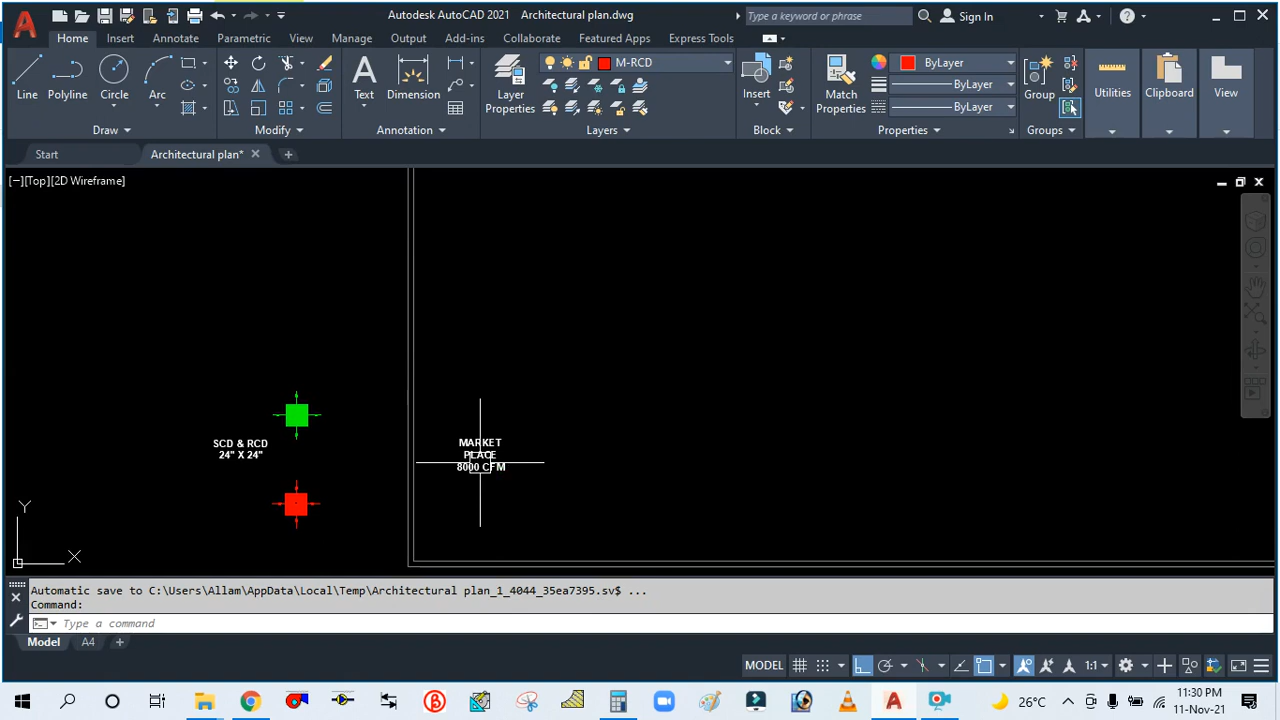 Autodesk AutoCAD 2021 Architectural plan.dwg
Type a keyword or phrase
Sign In
Home Insert Annotate Parametric View Manage Output Add-ins Collaborate Featured Apps Express Tools
Line Polyline Circle Arc
Text Dimension
Layer Properties
M-RCD
Insert
Match Properties
ByLayer
ByLayer
ByLayer
Group
Utilities
Clipboard
View
Draw Modify Annotation Layers Block Properties Groups
Start Architectural plan*
[−][Top][2D Wireframe]
SCD & RCD
24" X 24"
MARKET
PLACE
8000 CFM
Y
X
Automatic save to C:\Users\Allam\AppData\Local\Temp\Architectural plan_1_4044_35ea7395.sv$ ...
Command:
Type a command
Model A4
MODEL 1:1
26°C
11:30 PM
11-Nov-21